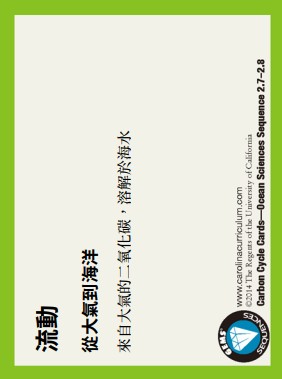 流動
從大氣到海洋
來自大氣的二氧化碳，溶解於海水
GEMS®
SEQUENCES
www.carolinacurriculum.com
©2014 The Regents of the University of California
Carbon Cycle Cards—Ocean Sciences Sequence 2.7–2.8